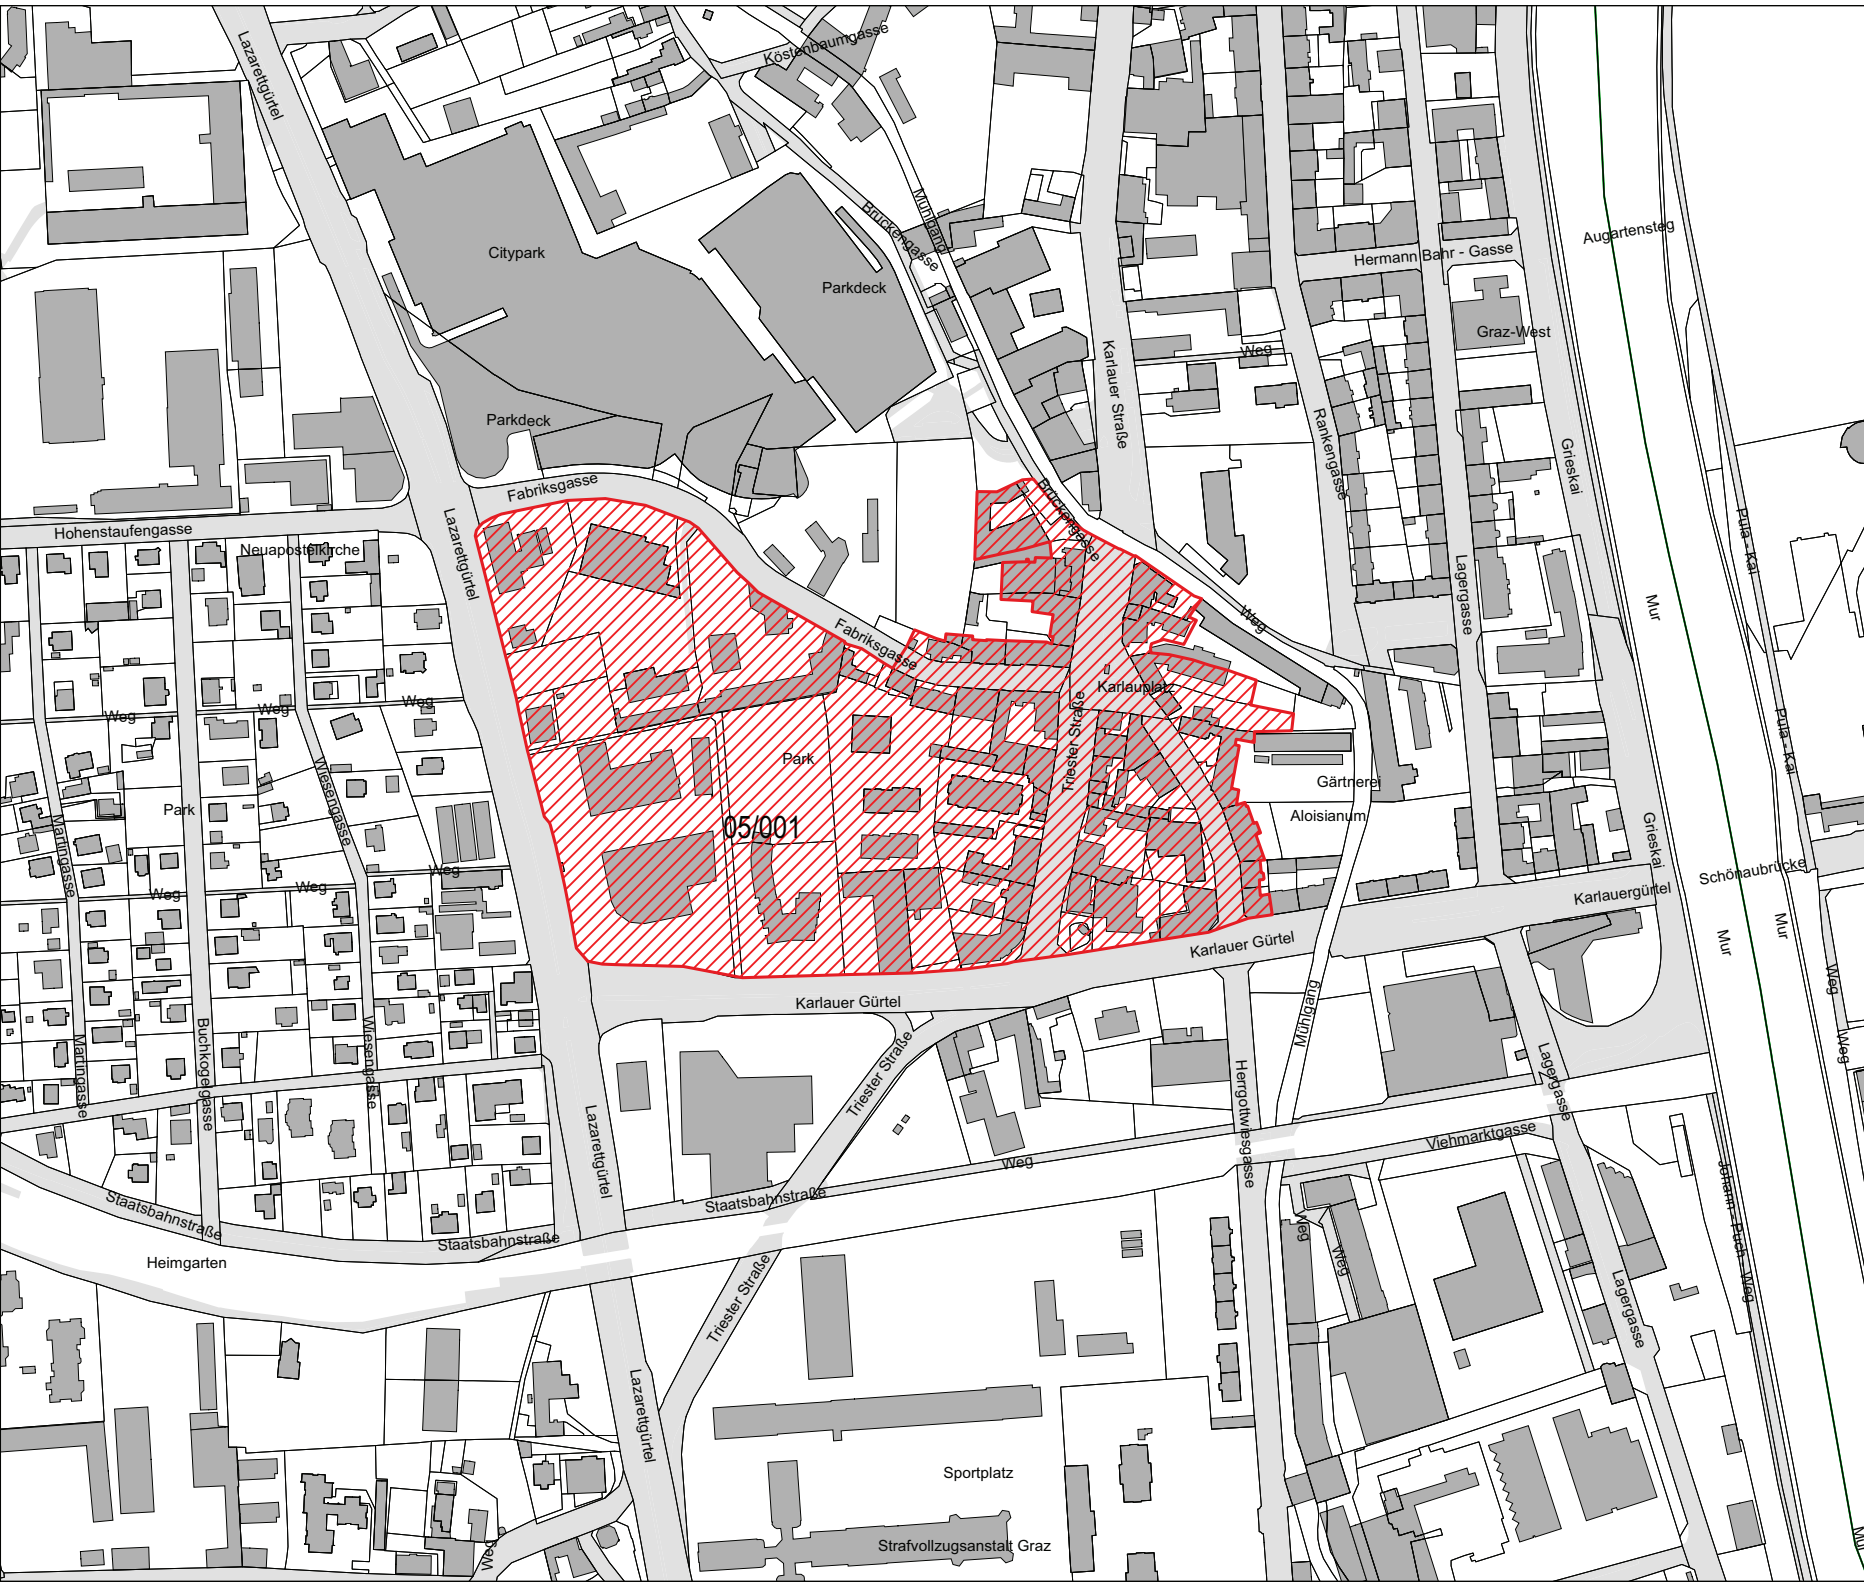 Lazarettgürtel
Köstenbaumgasse
Mühlgang
Brückengasse
Citypark
Parkdeck
Augartensteg
Hermann Bahr - Gasse
Graz-West
Weg
Karlauer Straße
Parkdeck
Rankengasse
Grieskai
Fabriksgasse
Brückengasse
Hohenstaufengasse
Neuapostelkirche
Lazarettgürtel
Pula - Kai
Lagergasse
Mur
Weg
Fabriksgasse
Karlauplatz
Triester Straße
Weg
Weg
Weg
Pula - Kai
Park
Wiesengasse
Gärtnerei
Park
Aloisianum
05/001
Martingasse
Grieskai
Schönaubrücke
Weg
Weg
Weg
Karlauergürtel
Karlauer Gürtel
Mur
Mur
Weg
Karlauer Gürtel
Mühlgang
Martingasse
Buchkogelgasse
Wiesengasse
Triester Straße
Weg
Lagergasse
Herrgottwiesgasse
Viehmarktgasse
Lazarettgürtel
Weg
Staatsbahnstraße
Staatsbahnstraße
Staatsbahnstraße
Heimgarten
Weg
Weg
Johann - Puch - Weg
Triester Straße
Lagergasse
Lazarettgürtel
Sportplatz
Strafvollzugsanstalt Graz
Weg
Mur